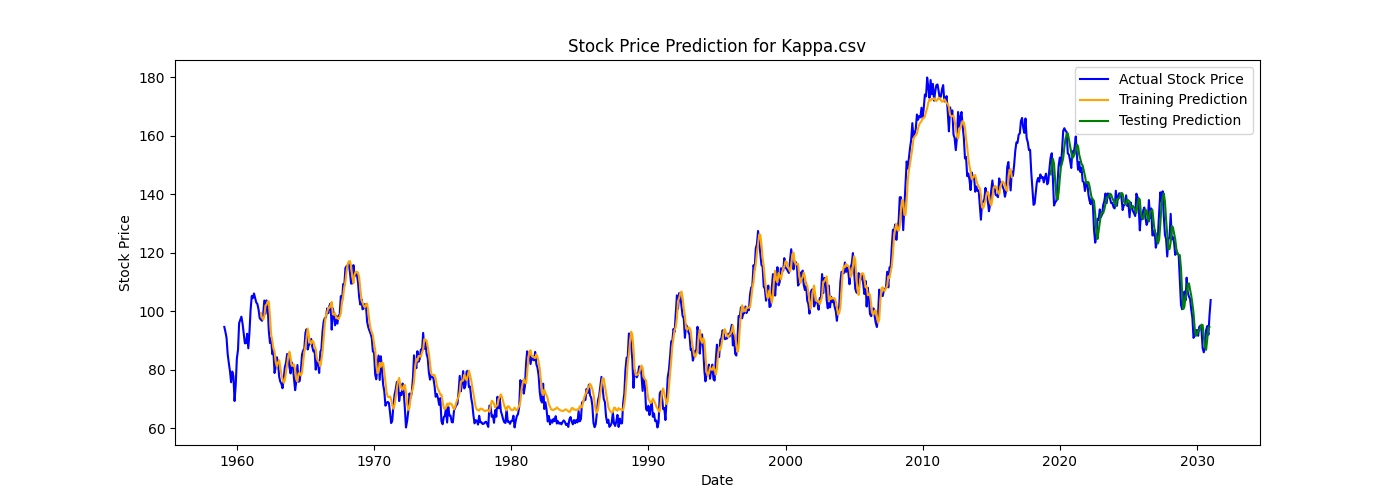 Stock Price Prediction for Kappa.csv
Actual Stock Price
Training Prediction
Testing Prediction
Stock Price
180
160
140
120
100
80
60
1960 1970 1980 1990 2000 2010 2020 2030
Date